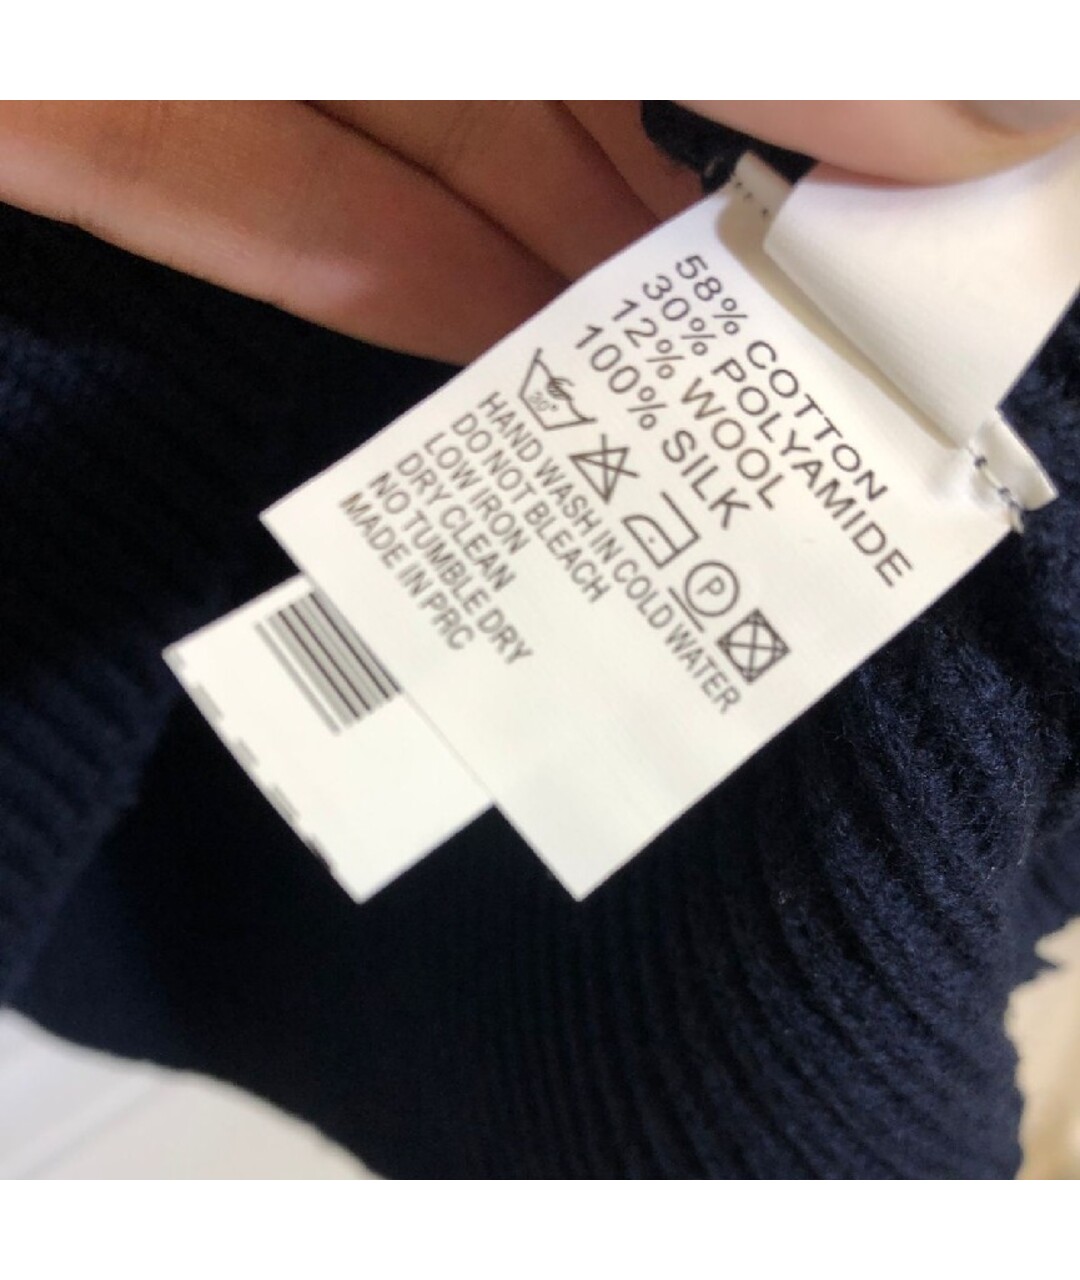 58% COTTON
30% POLYAMIDE
12% WOOL
100% SILK
30°
P
HAND WASH IN COLD WATER
DO NOT BLEACH
LOW IRON
DRY CLEAN
NO TUMBLE DRY
MADE IN PRC